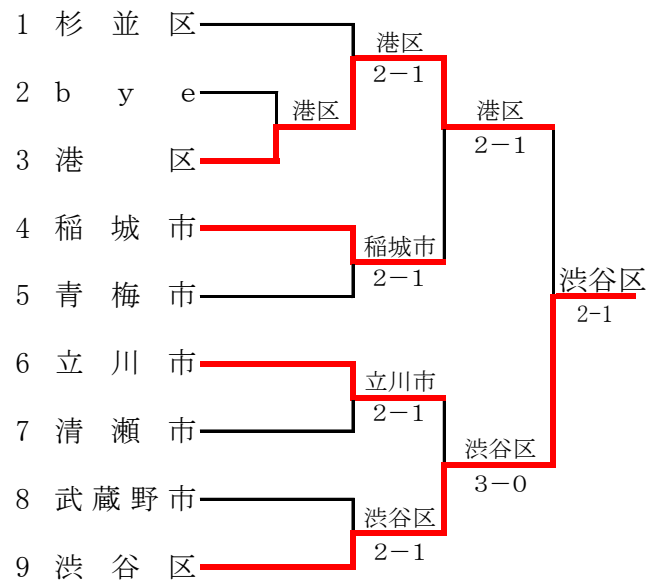 1 杉並区
港区
2-1
2 bye
港区
港区
2-1
3 港区
4 稲城市
稲城市
2-1
5 青梅市
渋谷区
2-1
6 立川市
立川市
2-1
7 清瀬市
渋谷区
3-0
8 武蔵野市
渋谷区
2-1
9 渋谷区